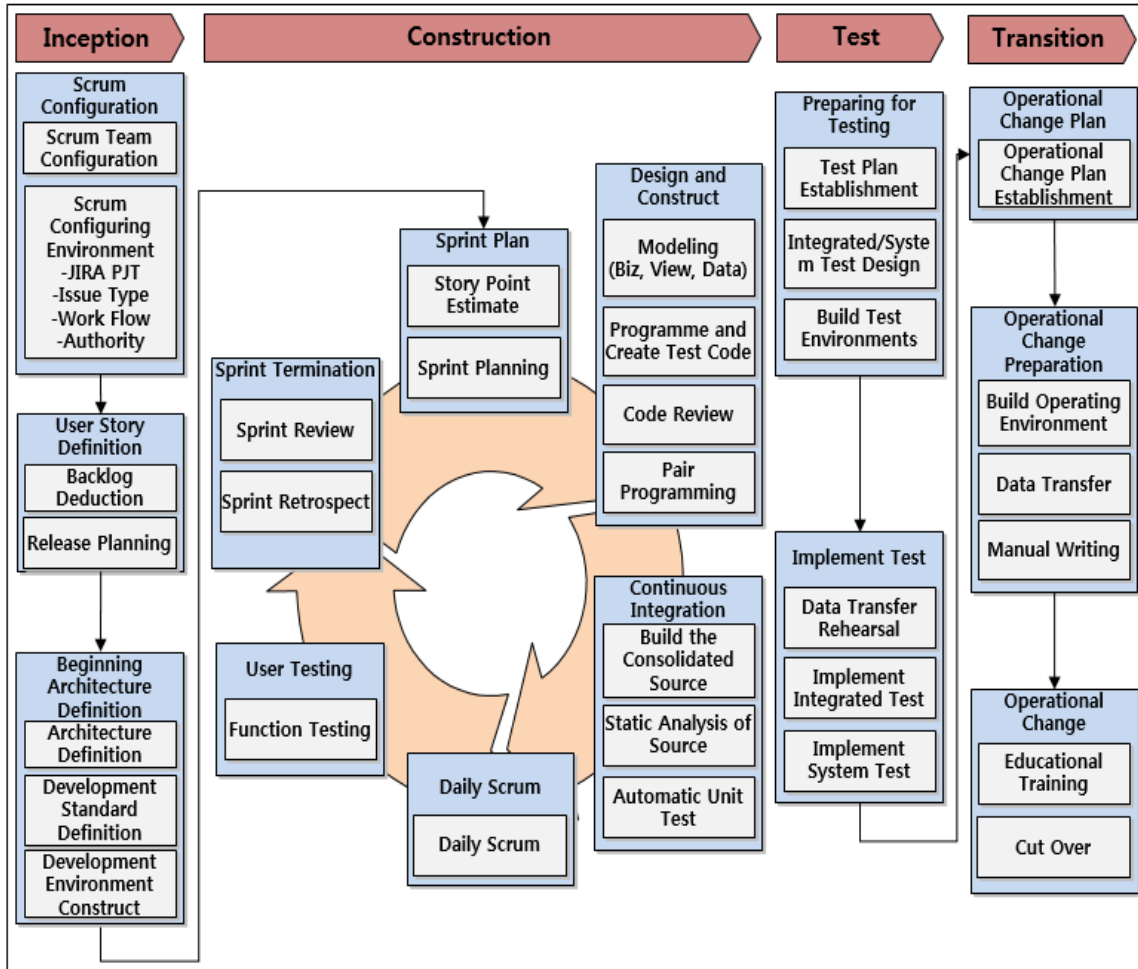 Inception
Construction
Test
Transition
Scrum
Configuration
Scrum Team
Configuration
Scrum
Configuring
Environment
-JIRA PJT
-Issue Type
-Work Flow
-Authority
User Story
Definition
Backlog
Deduction
Release Planning
Beginning
Architecture
Definition
Architecture
Definition
Development
Standard
Definition
Development
Environment
Construct
Sprint Plan
Story Point
Estimate
Sprint Planning
Design and
Construct
Modeling
(Biz, View, Data)
Programme and
Create Test Code
Code Review
Pair
Programming
Continuous
Integration
Build the
Consolidated
Source
Static Analysis of
Source
Automatic Unit
Test
Daily Scrum
Daily Scrum
User Testing
Function Testing
Sprint Termination
Sprint Review
Sprint Retrospect
Preparing for
Testing
Test Plan
Establishment
Integrated/Syste
m Test Design
Build Test
Environments
Implement Test
Data Transfer
Rehearsal
Implement
Integrated Test
Implement
System Test
Operational
Change Plan
Operational
Change Plan
Establishment
Operational
Change
Preparation
Build Operating
Environment
Data Transfer
Manual Writing
Operational
Change
Educational
Training
Cut Over